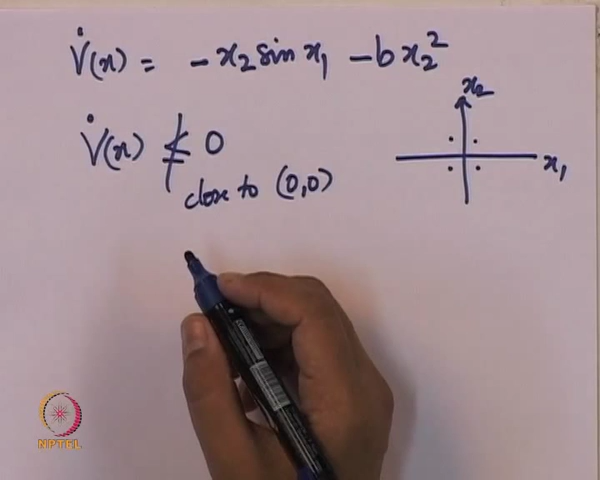 V̇(x) = -x₂ sin x₁ - b x₂²
x₂
V̇(x) ≰ 0
x₁
close to (0,0)
NPTEL